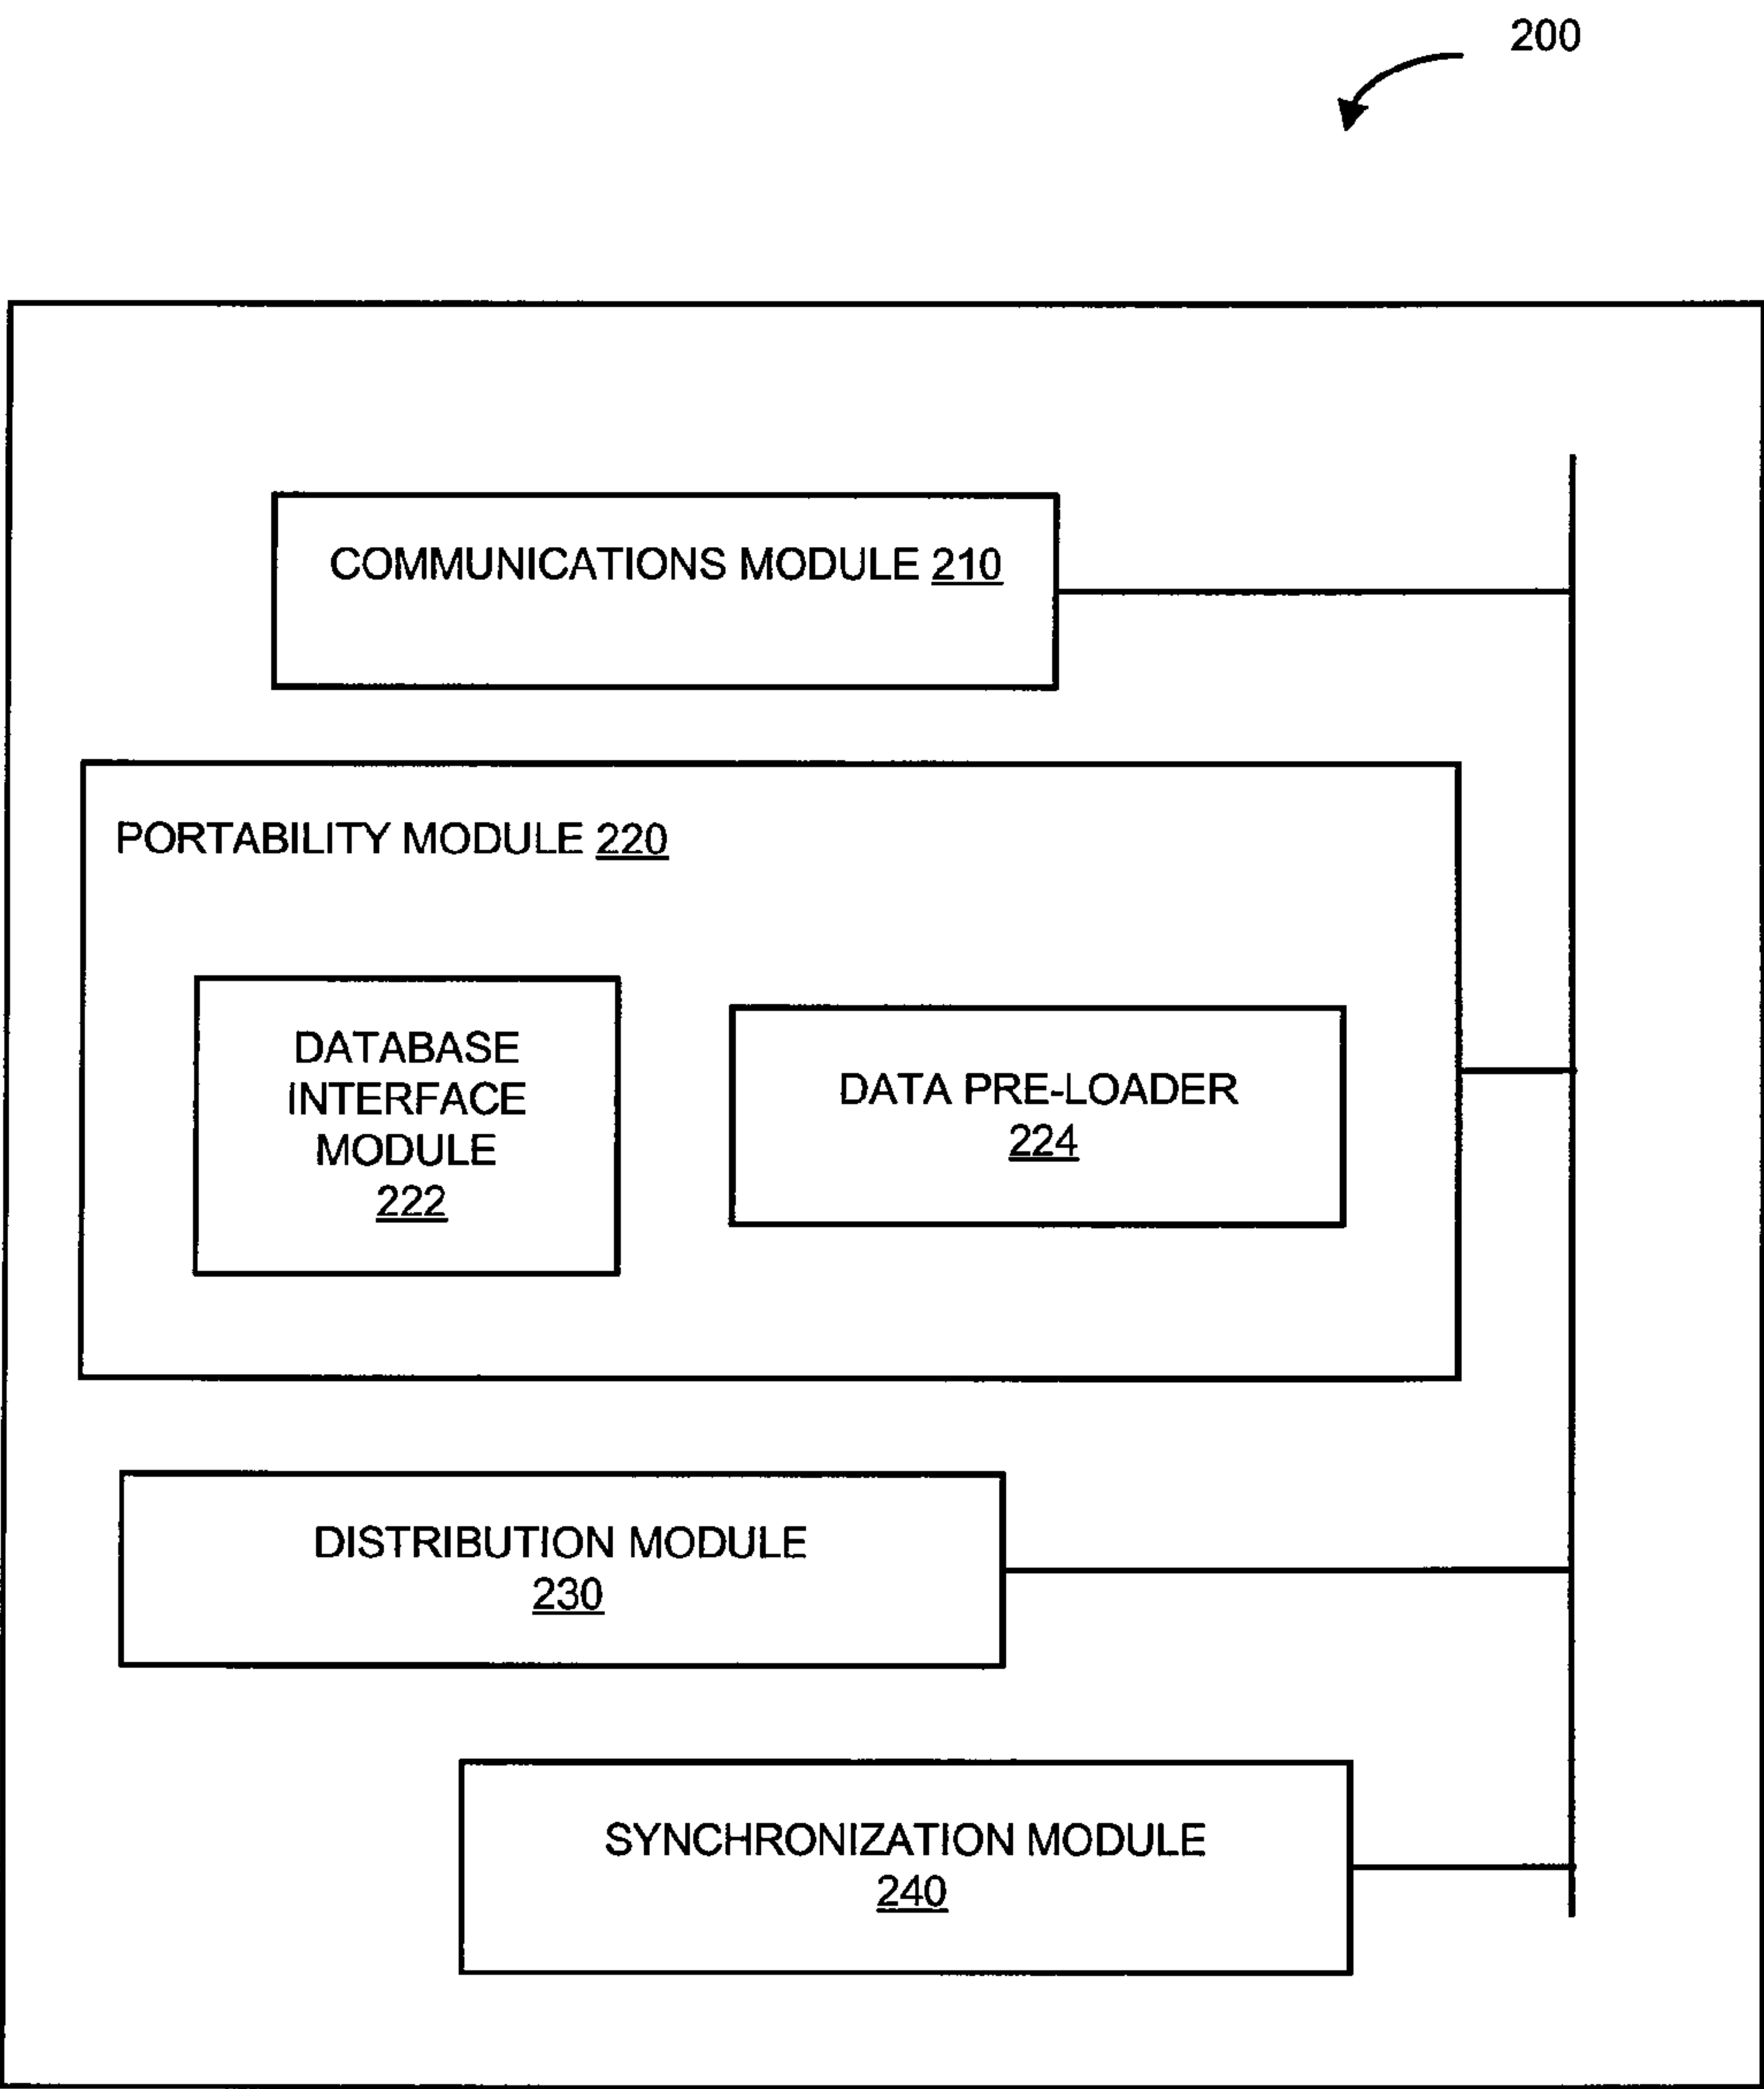 200
COMMUNICATIONS MODULE 210
PORTABILITY MODULE 220
DATABASE
INTERFACE
MODULE
222
DATA PRE-LOADER
224
DISTRIBUTION MODULE
230
SYNCHRONIZATION MODULE
240